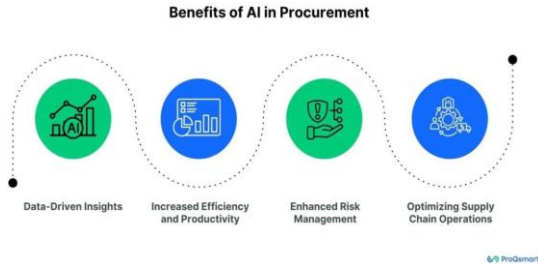 Benefits of AI in Procurement
AI
Data-Driven Insights
Increased Efficiency
and Productivity
Enhanced Risk
Management
Optimizing Supply
Chain Operations
ProQsmart